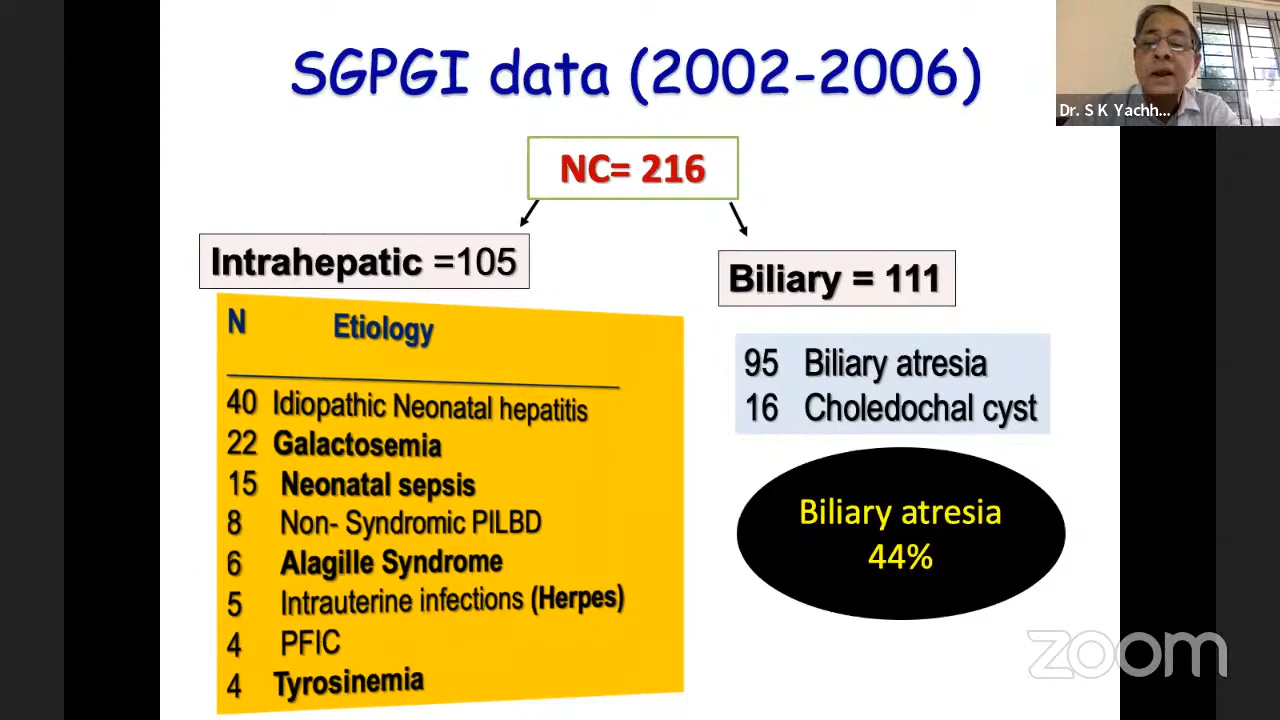 SGPGI data (2002-2006)
Dr. S K Yachh...
NC= 216
Intrahepatic =105
Biliary = 111
N Etiology
40 Idiopathic Neonatal hepatitis
22 Galactosemia
15 Neonatal sepsis
8 Non- Syndromic PILBD
6 Alagille Syndrome
5 Intrauterine infections (Herpes)
4 PFIC
4 Tyrosinemia
95 Biliary atresia
16 Choledochal cyst
Biliary atresia
44%
zoom